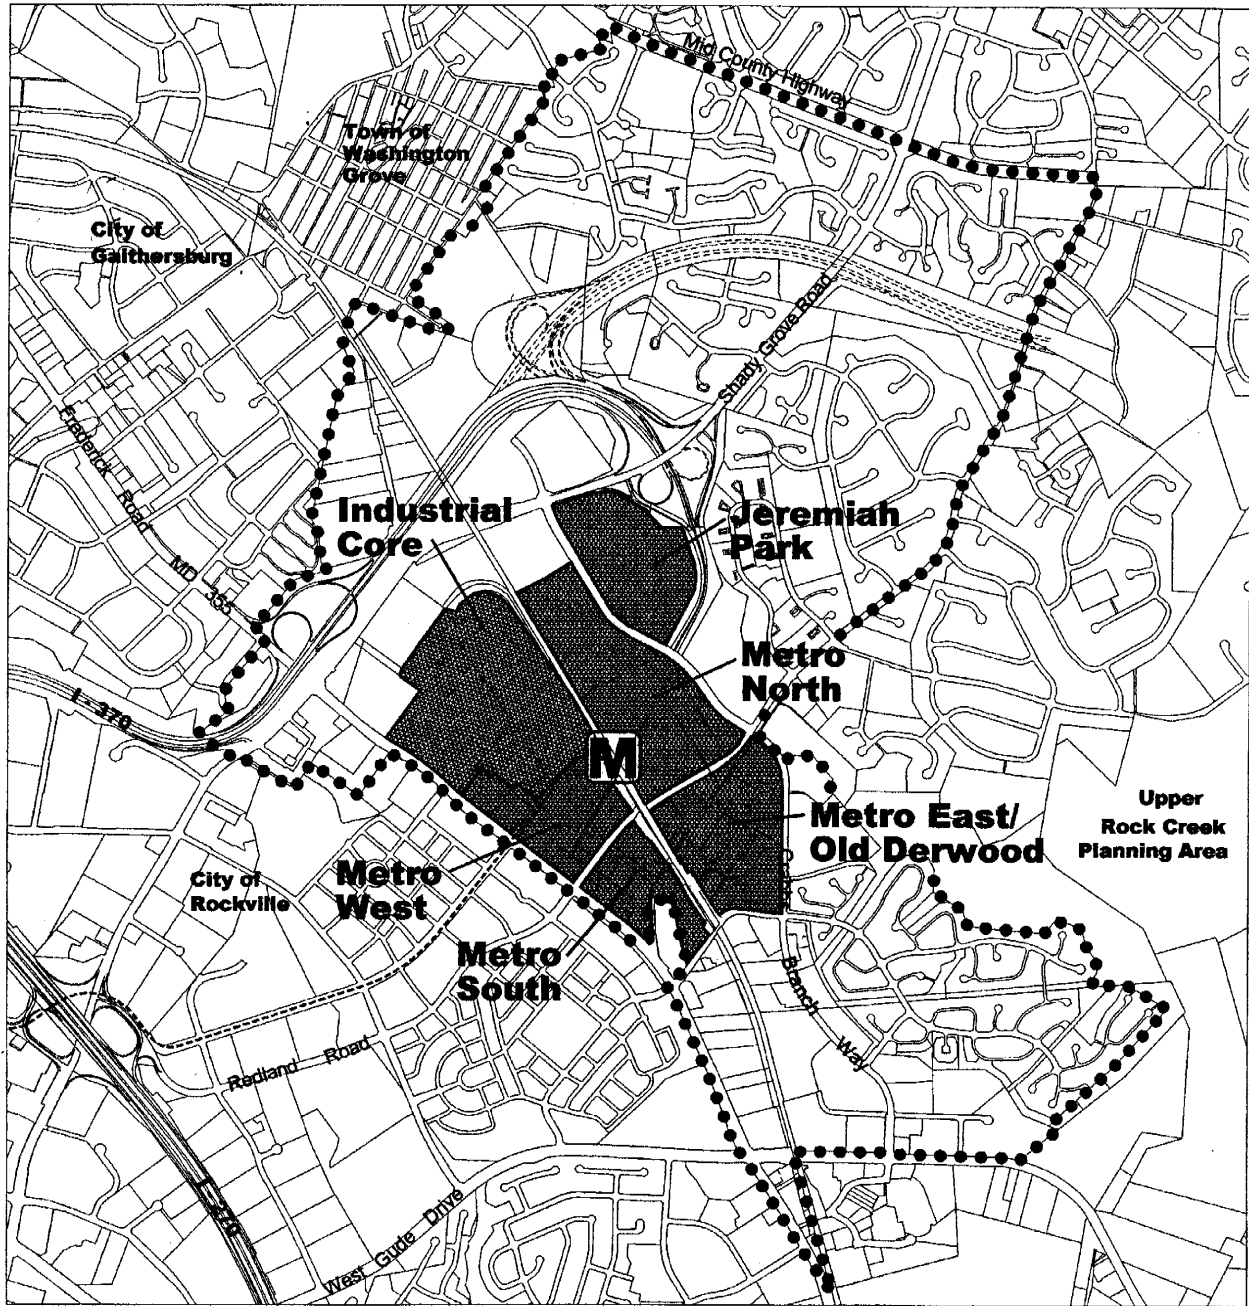 Mid County Highway
Town of
Washington
Grove
City of
Gaithersburg
Shady Grove Road
Frederick Road
MD 355
Industrial
Core
Jeremiah
Park
Metro
North
I - 370
M
Metro East/
Old Derwood
Upper
Rock Creek
Planning Area
City of
Rockville
Metro
West
Metro
South
Crabbs
Branch
Way
Redland Road
I - 270
West Gude Drive